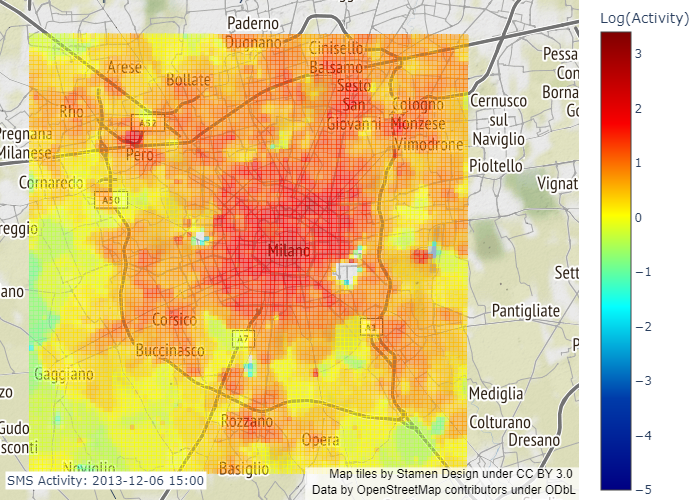 Paderno
Dugnano
Cinisello
Balsamo
Log(Activity)
Arese
Bollate
Sesto
San
Giovanni
Pessa
Con
Borna
Go
Rho
A52
Cologno
Monzese
Cernusco
sul
Naviglio
Pregnana
Milanese
Pero
Vimodrone
Pioltello
Cornaredo
A50
Vignat
reggio
Milano
Sett
ano
Corsico
A7
A1
Pantigliate
Buccinasco
P
Gaggiano
zo
Mediglia
Gudo
sconti
Rozzano
Opera
Colturano
Dresano
Noviglio
Basiglio
SMS Activity: 2013-12-06 15:00
Map tiles by Stamen Design under CC BY 3.0
Data by OpenStreetMap contributors under ODbL
3
2
1
0
−1
−2
−3
−4
−5